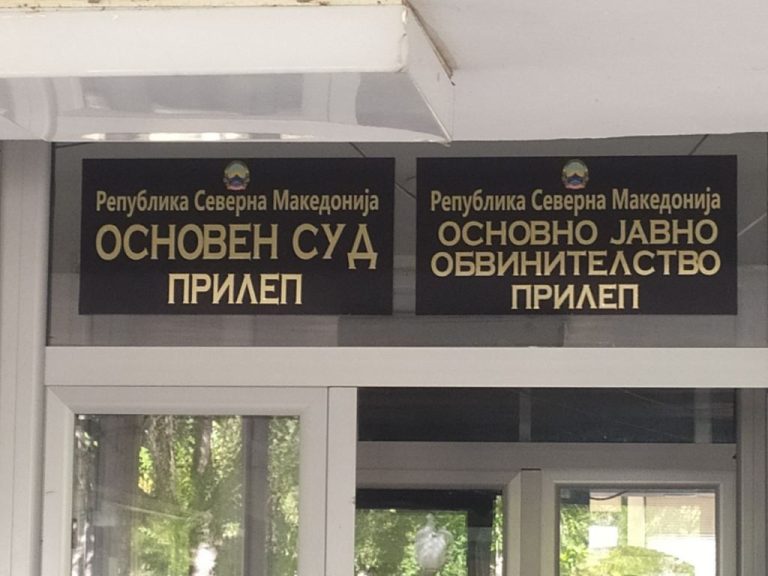 Република Северна Македонија
ОСНОВЕН СУД
ПРИЛЕП
Република Северна Македонија
ОСНОВНО ЈАВНО
ОБВИНИТЕЛСТВО
ПРИЛЕП